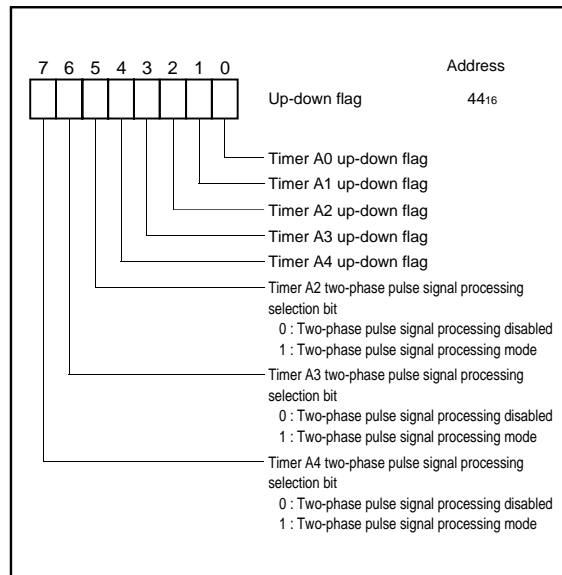 7 6 5 4 3 2 1 0
Address
Up-down flag
44₁₆
Timer A0 up-down flag
Timer A1 up-down flag
Timer A2 up-down flag
Timer A3 up-down flag
Timer A4 up-down flag
Timer A2 two-phase pulse signal processing
selection bit
0 : Two-phase pulse signal processing disabled
1 : Two-phase pulse signal processing mode
Timer A3 two-phase pulse signal processing
selection bit
0 : Two-phase pulse signal processing disabled
1 : Two-phase pulse signal processing mode
Timer A4 two-phase pulse signal processing
selection bit
0 : Two-phase pulse signal processing disabled
1 : Two-phase pulse signal processing mode